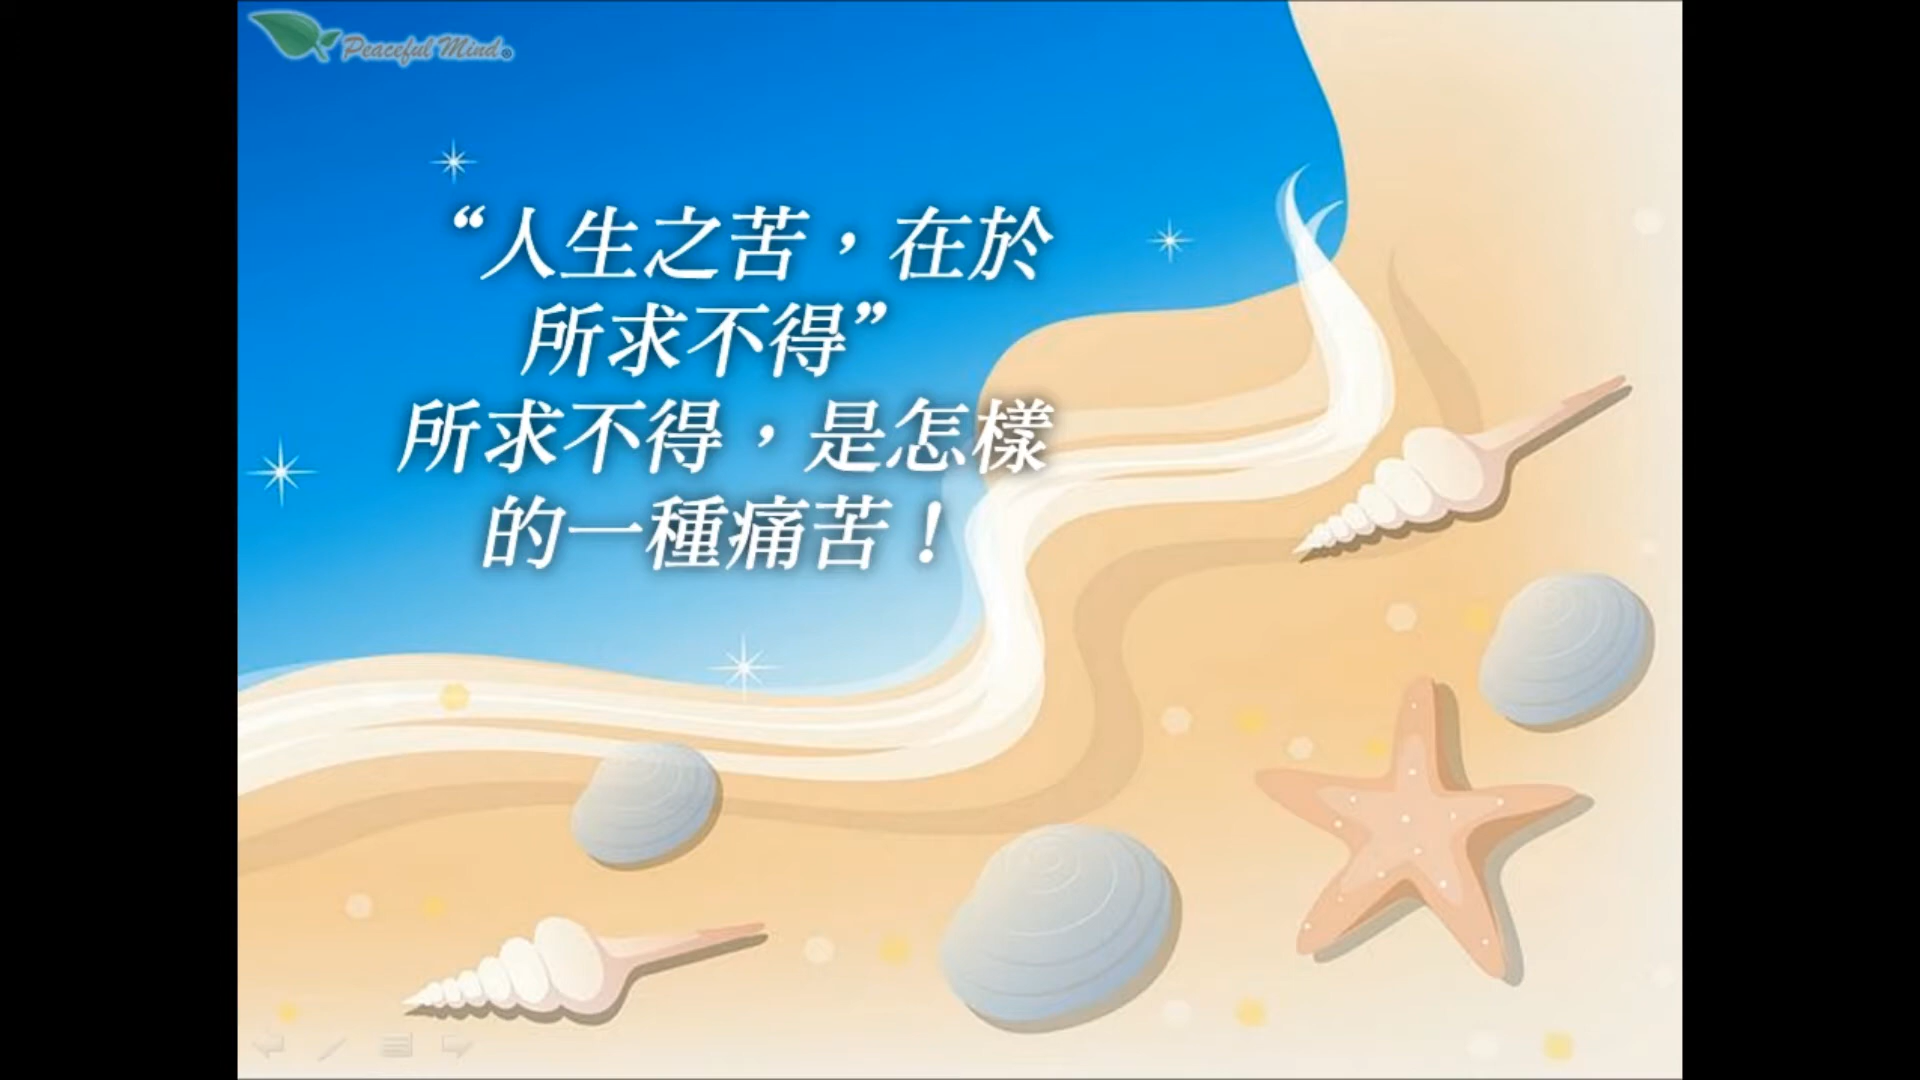 Peaceful Mind®
“人生之苦，在於
所求不得”
所求不得，是怎樣
的一種痛苦！